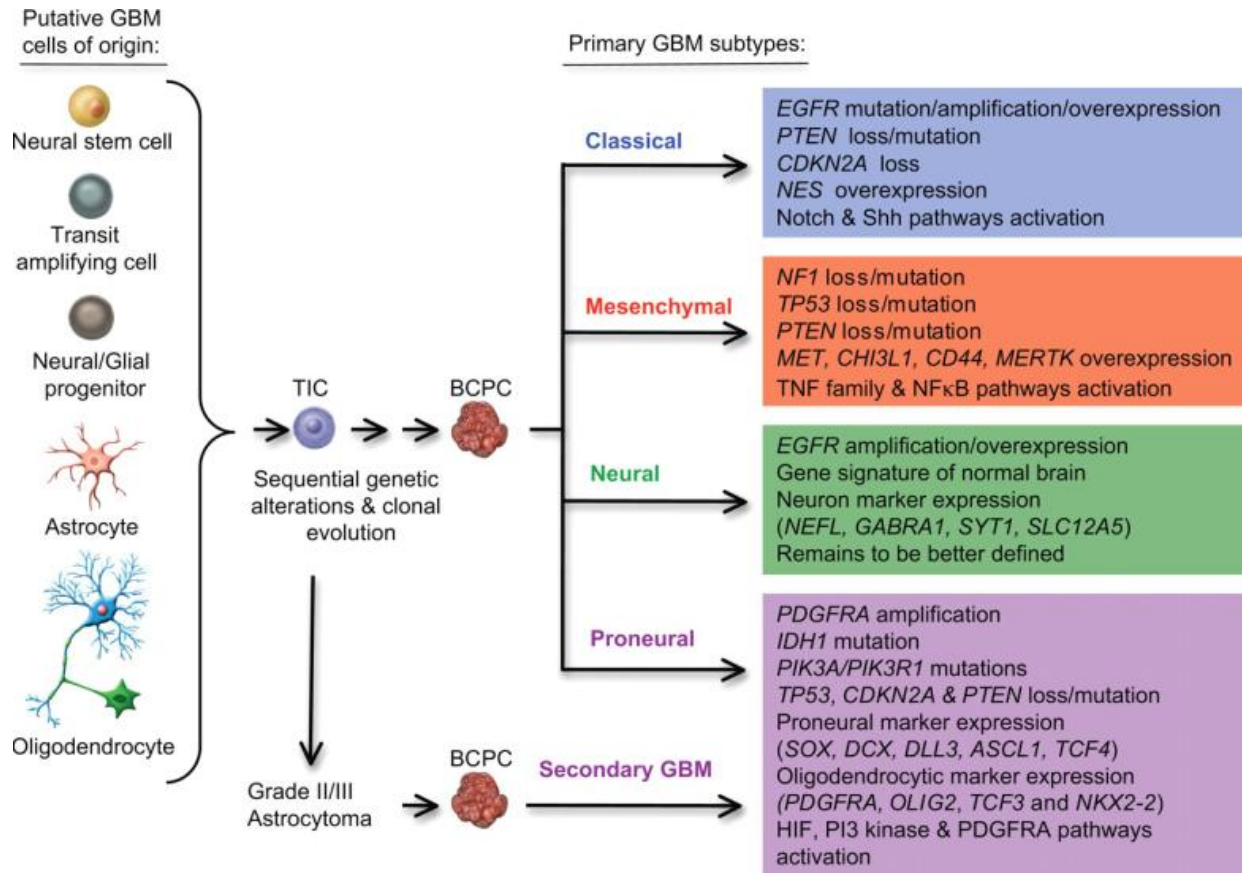 Putative GBM
cells of origin:
Neural stem cell
Transit
amplifying cell
Neural/Glial
progenitor
Astrocyte
Oligodendrocyte
TIC
BCPC
Sequential genetic
alterations & clonal
evolution
Grade II/III
Astrocytoma
BCPC
Secondary GBM
Primary GBM subtypes:
Classical
EGFR mutation/amplification/overexpression
PTEN loss/mutation
CDKN2A loss
NES overexpression
Notch & Shh pathways activation
Mesenchymal
NF1 loss/mutation
TP53 loss/mutation
PTEN loss/mutation
MET, CHI3L1, CD44, MERTK overexpression
TNF family & NFκB pathways activation
Neural
EGFR amplification/overexpression
Gene signature of normal brain
Neuron marker expression
(NEFL, GABRA1, SYT1, SLC12A5)
Remains to be better defined
Proneural
PDGFRA amplification
IDH1 mutation
PIK3A/PIK3R1 mutations
TP53, CDKN2A & PTEN loss/mutation
Proneural marker expression
(SOX, DCX, DLL3, ASCL1, TCF4)
Oligodendrocytic marker expression
(PDGFRA, OLIG2, TCF3 and NKX2-2)
HIF, PI3 kinase & PDGFRA pathways
activation